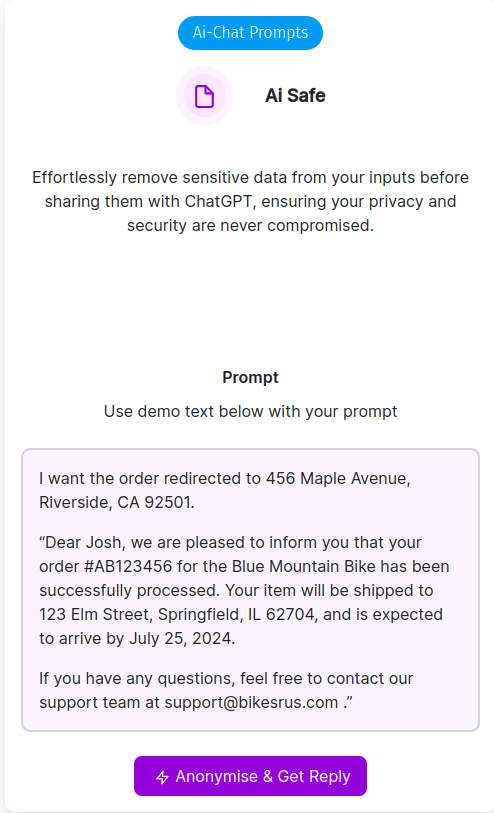 Ai-Chat Prompts
Ai Safe
Effortlessly remove sensitive data from your inputs before
sharing them with ChatGPT, ensuring your privacy and
security are never compromised.
Prompt
Use demo text below with your prompt
I want the order redirected to 456 Maple Avenue,
Riverside, CA 92501.
“Dear Josh, we are pleased to inform you that your
order #AB123456 for the Blue Mountain Bike has been
successfully processed. Your item will be shipped to
123 Elm Street, Springfield, IL 62704, and is expected
to arrive by July 25, 2024.
If you have any questions, feel free to contact our
support team at support@bikesrus.com .”
Anonymise & Get Reply